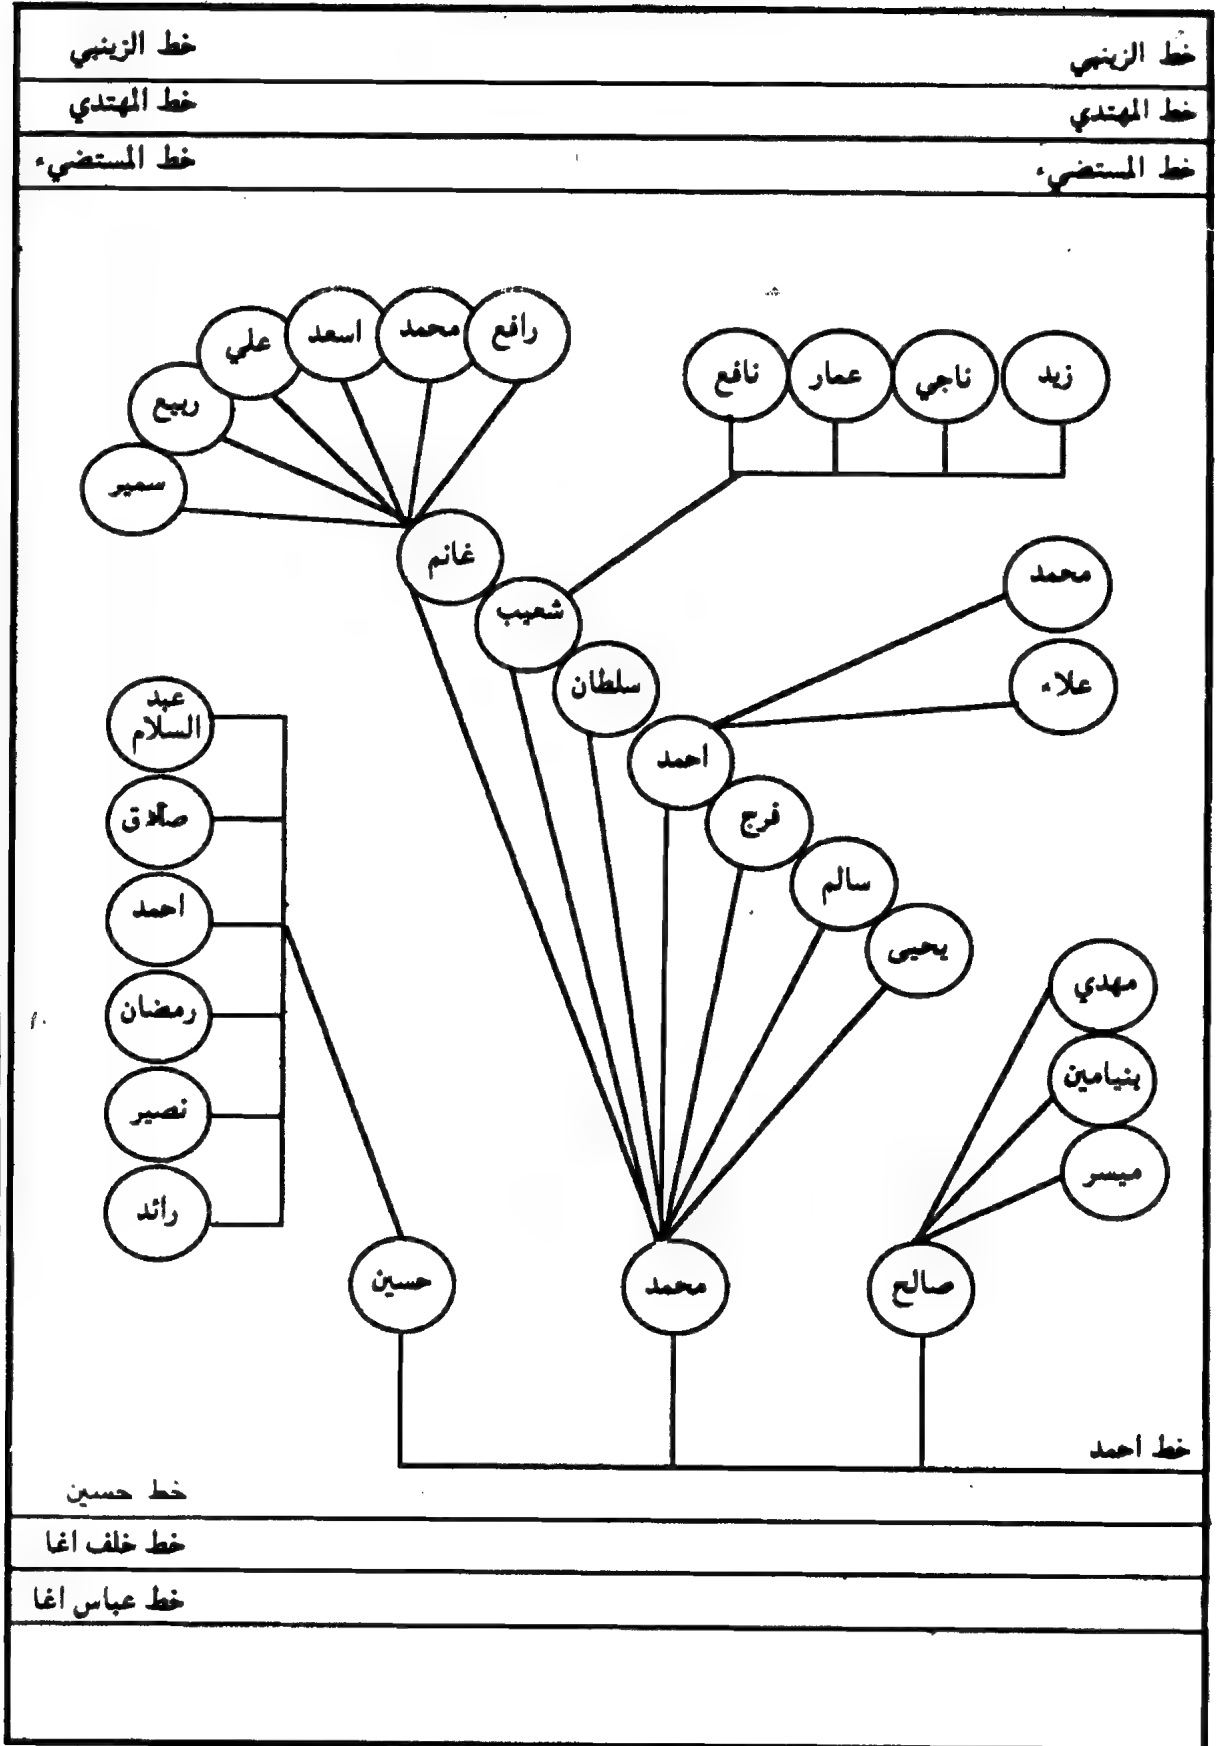 خط الزينبي
خط الزينبي
خط المهتدي
خط المهتدي
خط المستضيء
خط المستضيء
رافع
محمد
اسعد
علي
ربيع
سمير
زيد
ناجي
عمار
نافع
غانم
شعيب
سلطان
احمد
فرج
سالم
يحيى
محمد
علاء
عبد
السلام
احمد
رمضان
نصير
رائد
مهدي
بنيامين
ميسر
صالح
محمد
حسين
خط احمد
خط حسين
خط خلف اغا
خط عباس اغا